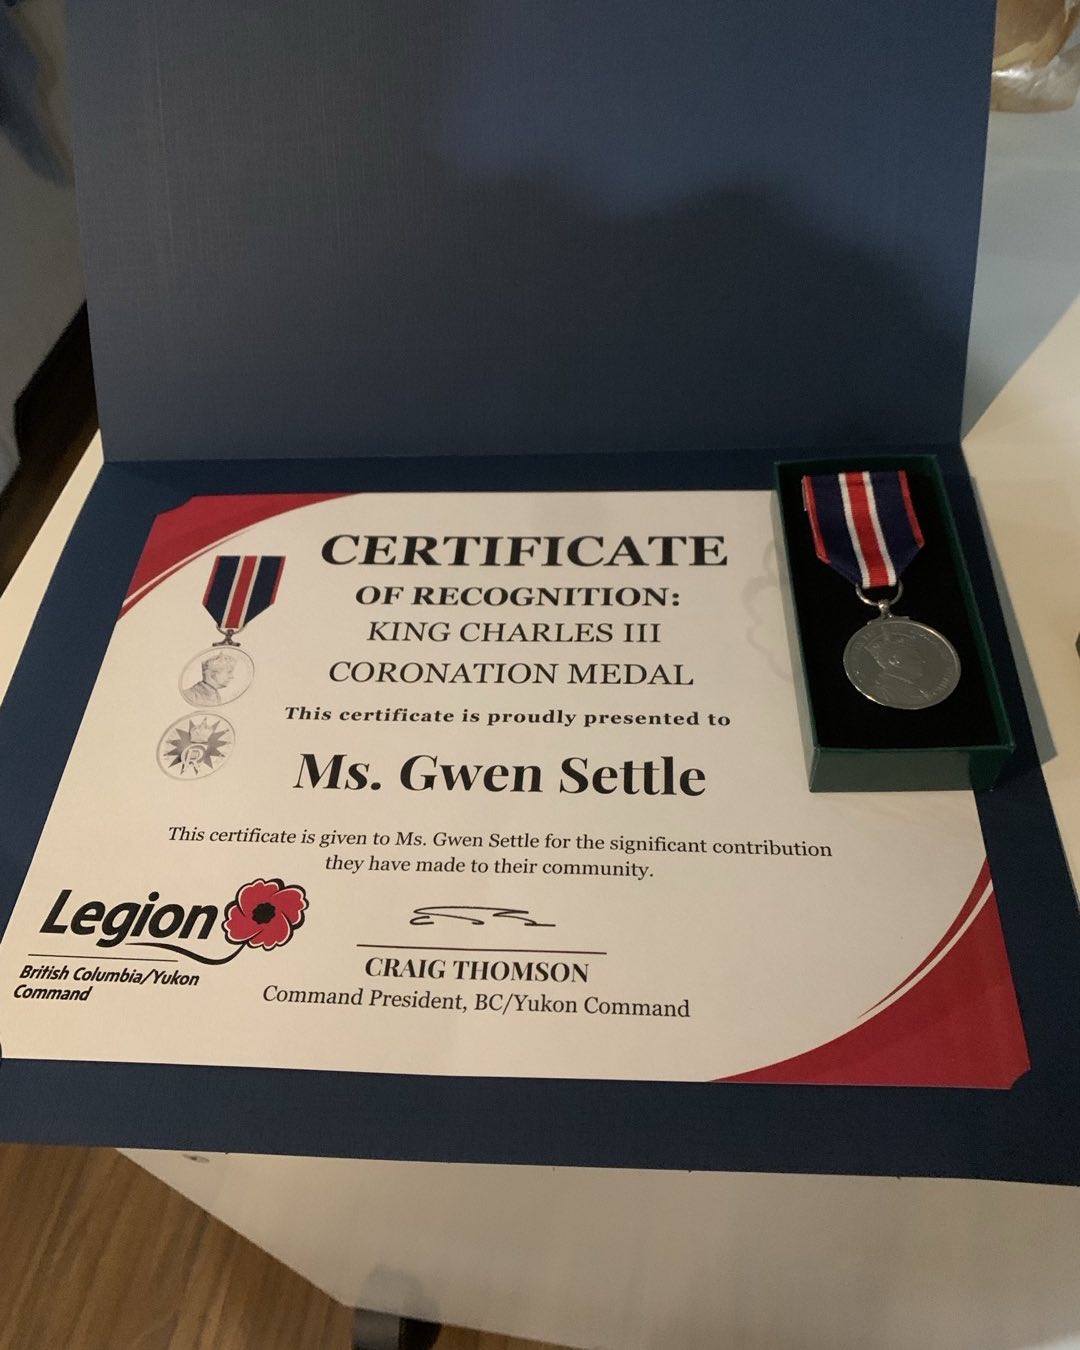 CERTIFICATE
OF RECOGNITION:
KING CHARLES III
CORONATION MEDAL
This certificate is proudly presented to
Ms. Gwen Settle
This certificate is given to Ms. Gwen Settle for the significant contribution
they have made to their community.
Legion
British Columbia/Yukon
Command
CRAIG THOMSON
Command President, BC/Yukon Command